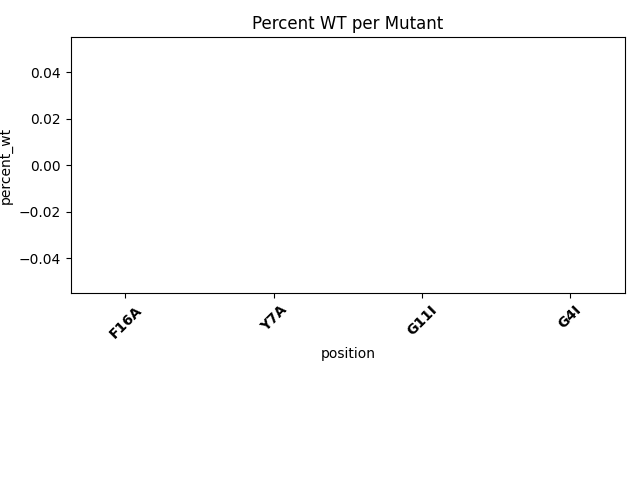 Percent WT per Mutant
percent_wt
0.04
0.02
0.00
−0.02
−0.04
F16A
Y7A
G11I
G4I
position